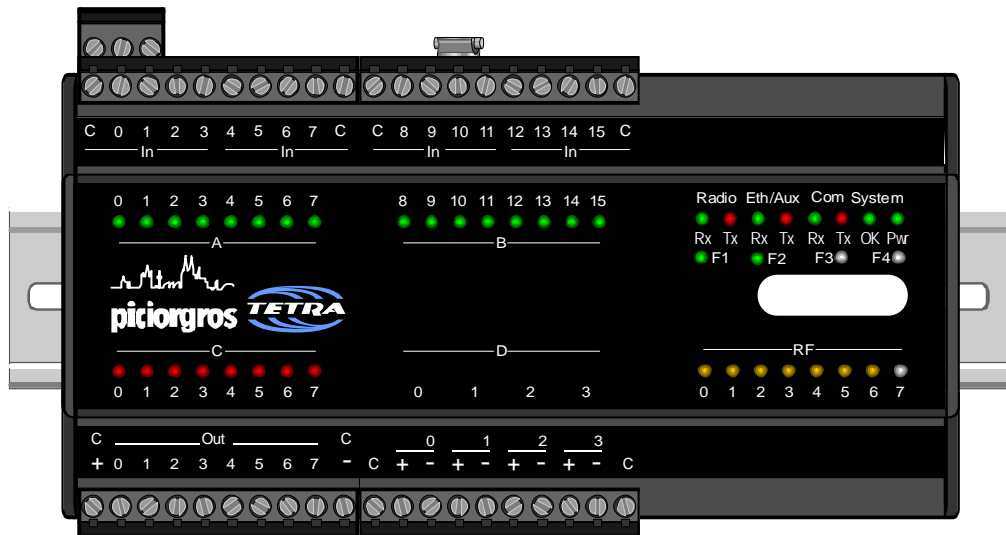 C 0 1 2 3 4 5 6 7 C C 8 9 10 11 12 13 14 15 C
In In In In
0 1 2 3 4 5 6 7 8 9 10 11 12 13 14 15
A B
Radio Eth/Aux Com System
Rx Tx Rx Tx Rx Tx OK Pwr
F1 F2 F3 F4
piciorgros TETRA
C D RF
0 1 2 3 4 5 6 7 0 1 2 3 0 1 2 3 4 5 6 7
C Out C 0 1 2 3
+ 0 1 2 3 4 5 6 7 - C + - + - + - + - C